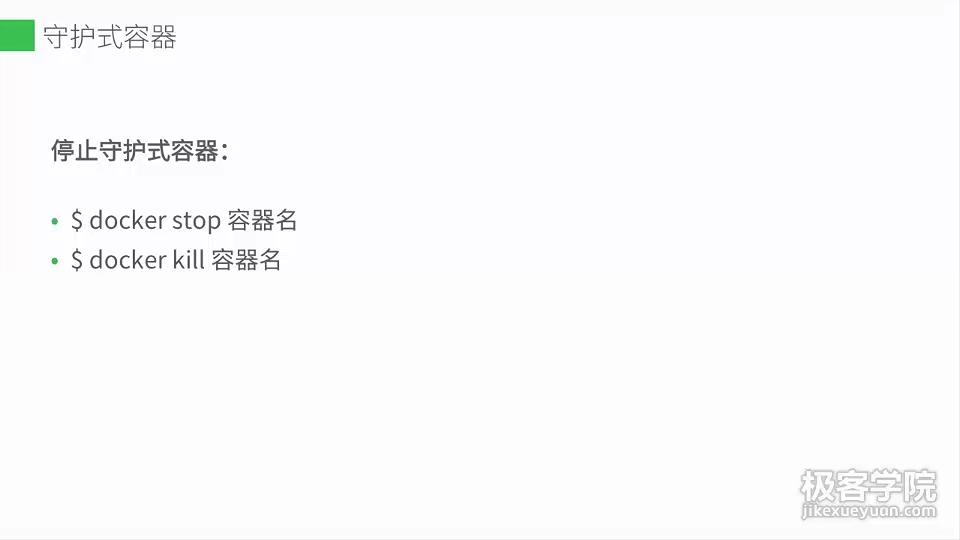 守护式容器
停止守护式容器：
• $ docker stop 容器名
• $ docker kill 容器名
极客学院
jikexueyuan.com